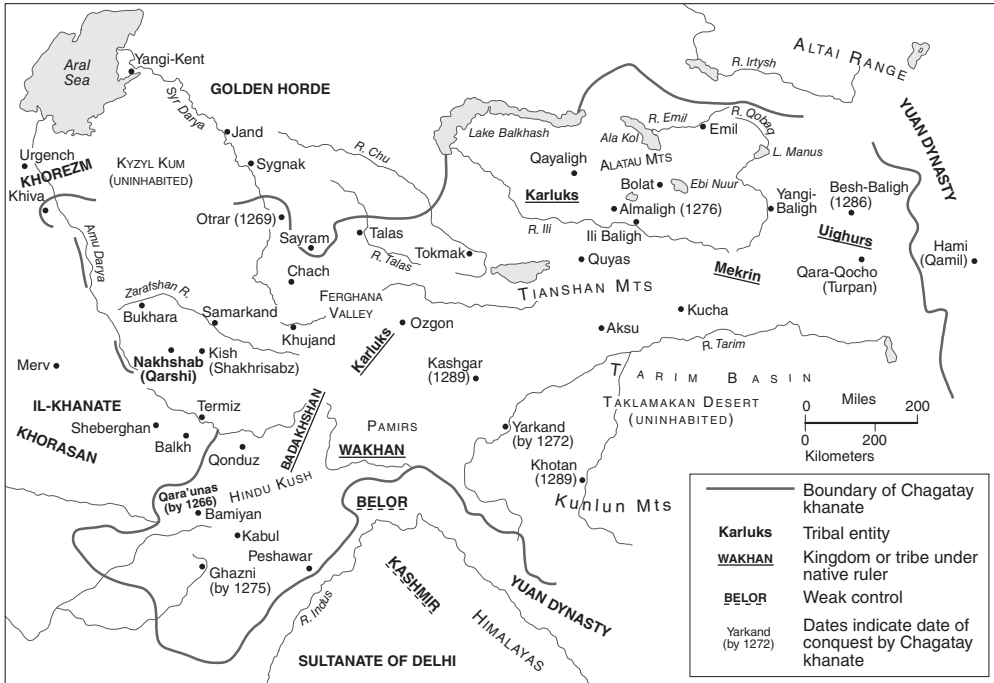 Aral
Sea
Yangi-Kent
GOLDEN HORDE
Syr Darya
Jand
Sygnak
R. Chu
Urgench
KHOREZM
Khiva
KYZYL KUM
(UNINHABITED)
Otrar (1269)
Sayram
Talas
R. Talas
Tokmak
Chach
Amu Darya
Zarafshan R.
Bukhara
Samarkand
FERGHANA
VALLEY
Khujand
Karluks
Ozgon
Nakhshab
(Qarshi)
Kish
(Shakhrisabz)
Merv
IL-KHANATE
KHORASAN
Termiz
Sheberghan
Balkh
Qonduz
BADAKHSHAN
PAMIRS
WAKHAN
HINDU KUSH
Qara'unas
(by 1266)
Bamiyan
Kabul
Peshawar
Ghazni
(by 1275)
BELOR
KASHMIR
R. Indus
HIMALAYAS
YUAN DYNASTY
SULTANATE OF DELHI
ALTAI RANGE
R. Irtysh
Lake Balkhash
Ala Kol
R. Emil
Emil
R. Qobaq
L. Manus
YUAN DYNASTY
Qayaligh
ALATAU MTS
Karluks
Bolat
Ebi Nuur
Almaligh (1276)
Yangi-
Baligh
Besh-Baligh
(1286)
R. Ili
Ili Baligh
Uighurs
Quyas
Mekrin
Hami
(Qamil)
Qara-Qocho
(Turpan)
TIANSHAN MTS
Kucha
Aksu
R. Tarim
Kashgar
(1289)
TARIM BASIN
TAKLAMAKAN DESERT
(UNINHABITED)
Yarkand
(by 1272)
Khotan
(1289)
Kunlun Mts
0 Miles 200
0 200
Kilometers
Boundary of Chagatay
khanate
Karluks Tribal entity
WAKHAN Kingdom or tribe under
native ruler
BELOR Weak control
Yarkand
(by 1272)
Dates indicate date of
conquest by Chagatay
khanate